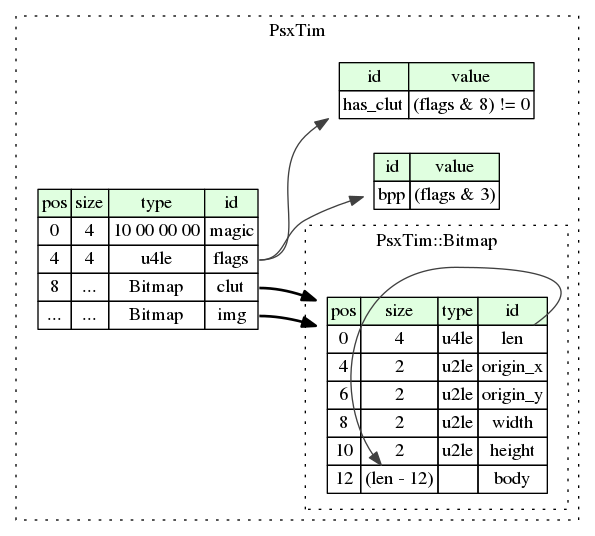 PsxTim
id value
has_clut (flags & 8) != 0
id value
bpp (flags & 3)
pos size type id
0 4 10 00 00 00 magic
4 4 u4le flags
8 ... Bitmap clut
... ... Bitmap img
PsxTim::Bitmap
pos size type id
0 4 u4le len
4 2 u2le origin_x
6 2 u2le origin_y
8 2 u2le width
10 2 u2le height
12 (len - 12) body